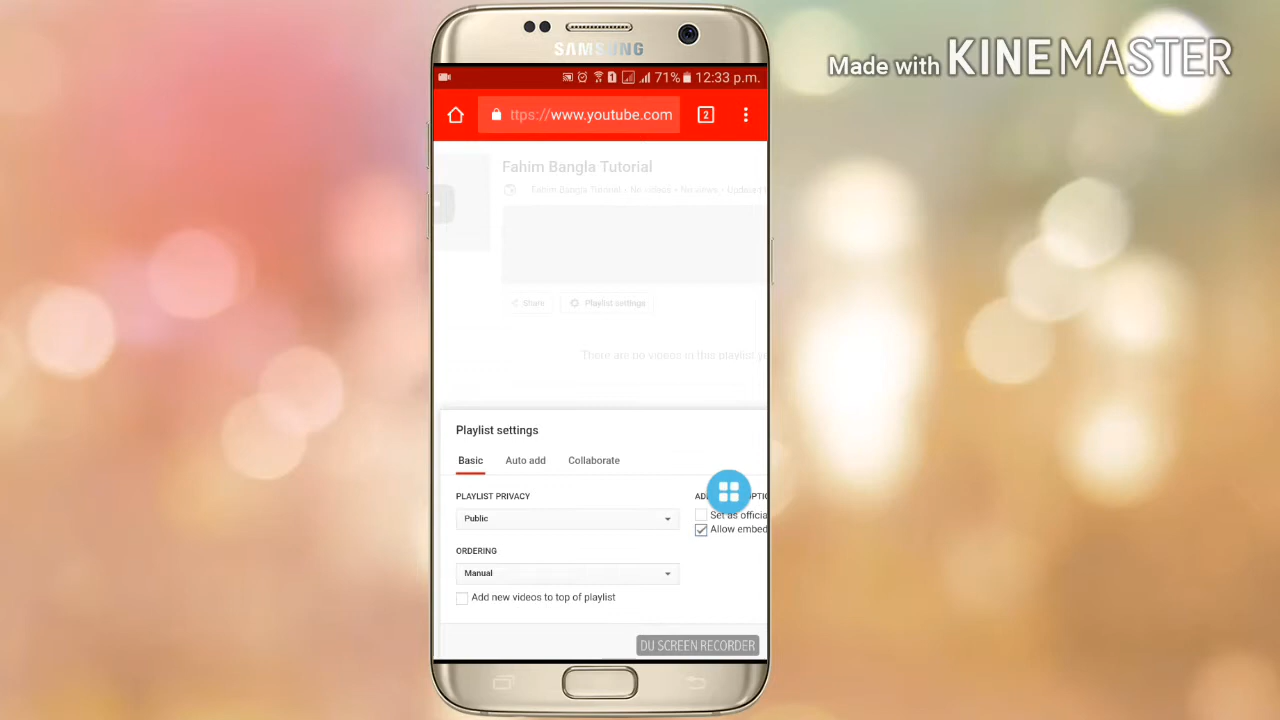 SAMSUNG
Made with KINEMASTER
71% 12:33 p.m.
ttps://www.youtube.com
2
Fahim Bangla Tutorial
Fahim Bangla Tutorial • No videos • No views • Updated
Share
Playlist settings
There are no videos in this playlist
Playlist settings
Basic Auto add Collaborate
PLAYLIST PRIVACY
Public
Set as officia
Allow embed
ORDERING
Manual
Add new videos to top of playlist
DU SCREEN RECORDER